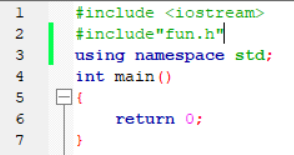 1 #include <iostream>
2 #include"fun.h"
3 using namespace std;
4 int main()
5 {
6 return 0;
7 }